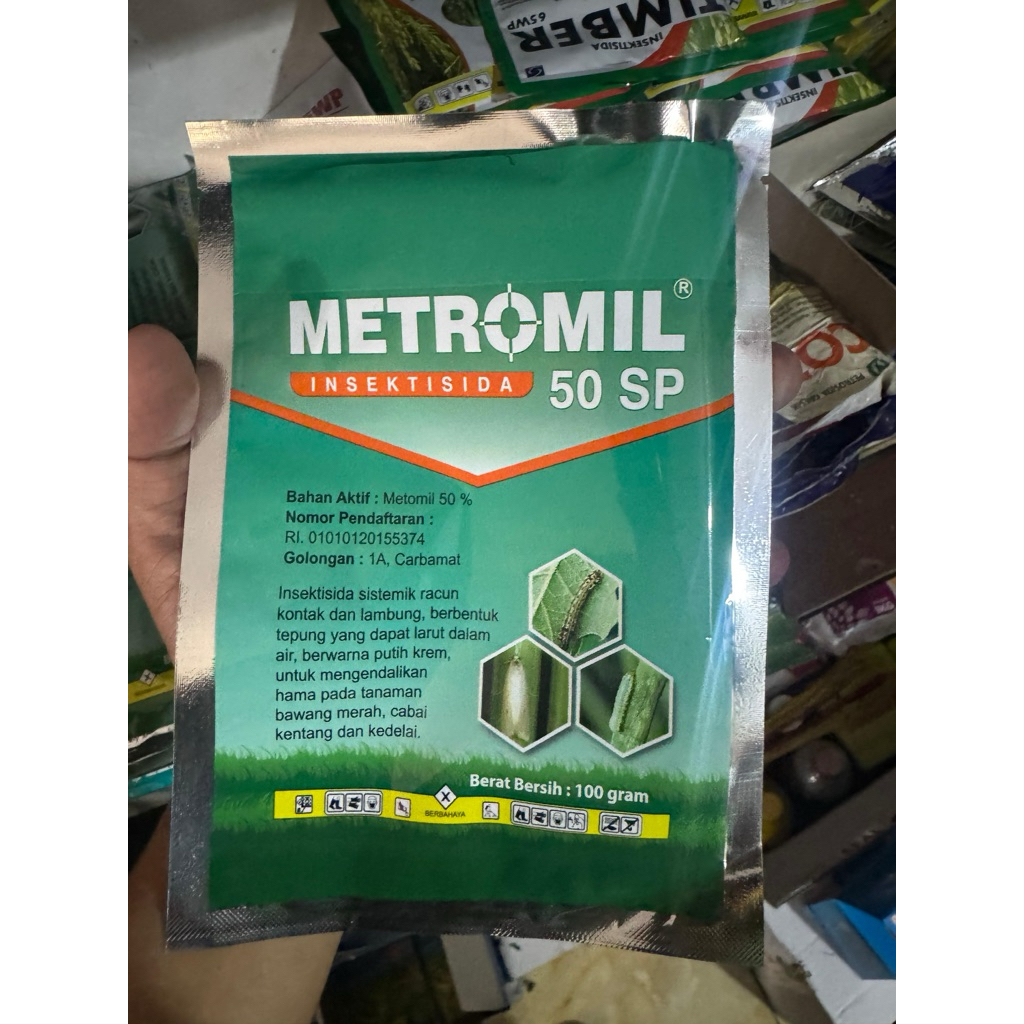 TIMBER
INSEKTISIDA
65WP
INSEKTISIDA
METROMIL®
INSEKTISIDA
50 SP
Bahan Aktif : Metomil 50 %
Nomor Pendaftaran :
RI. 01010120155374
Golongan : 1A, Carbamat
Insektisida sistemik racun
kontak dan lambung, berbentuk
tepung yang dapat larut dalam
air, berwarna putih krem,
untuk mengendalikan
hama pada tanaman
bawang merah, cabai
kentang dan kedelai.
Berat Bersih : 100 gram
X
BERBAHAYA